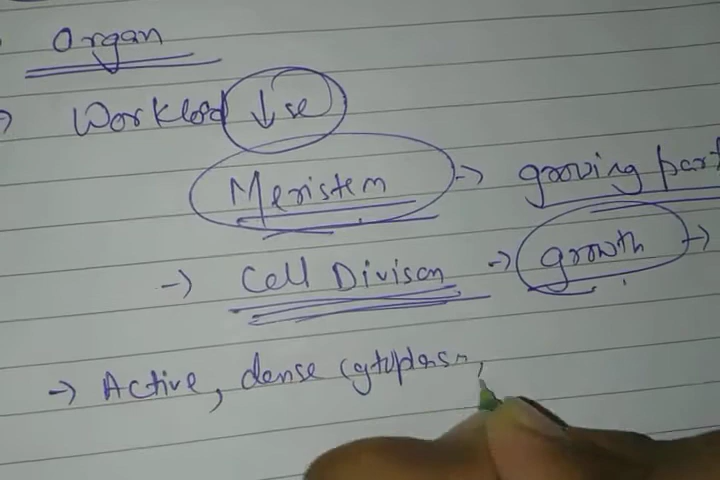 → Organ
→ Workload ↓se
Meristem → growing part
→ Cell Divison → growth →
→ Active, dense Cytoplasm,